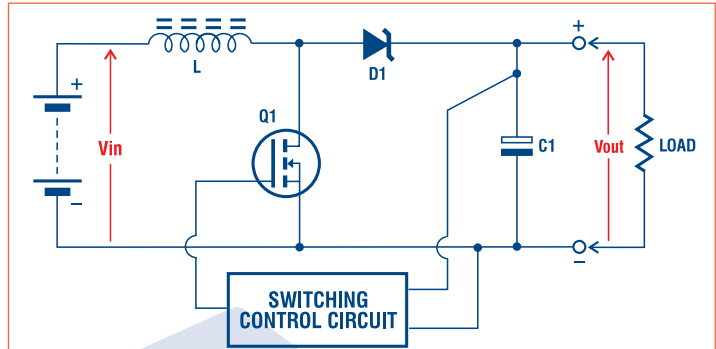 +
L
D1
+
+
Q1
Vin
C1
Vout
LOAD
−
−
SWITCHING
CONTROL CIRCUIT